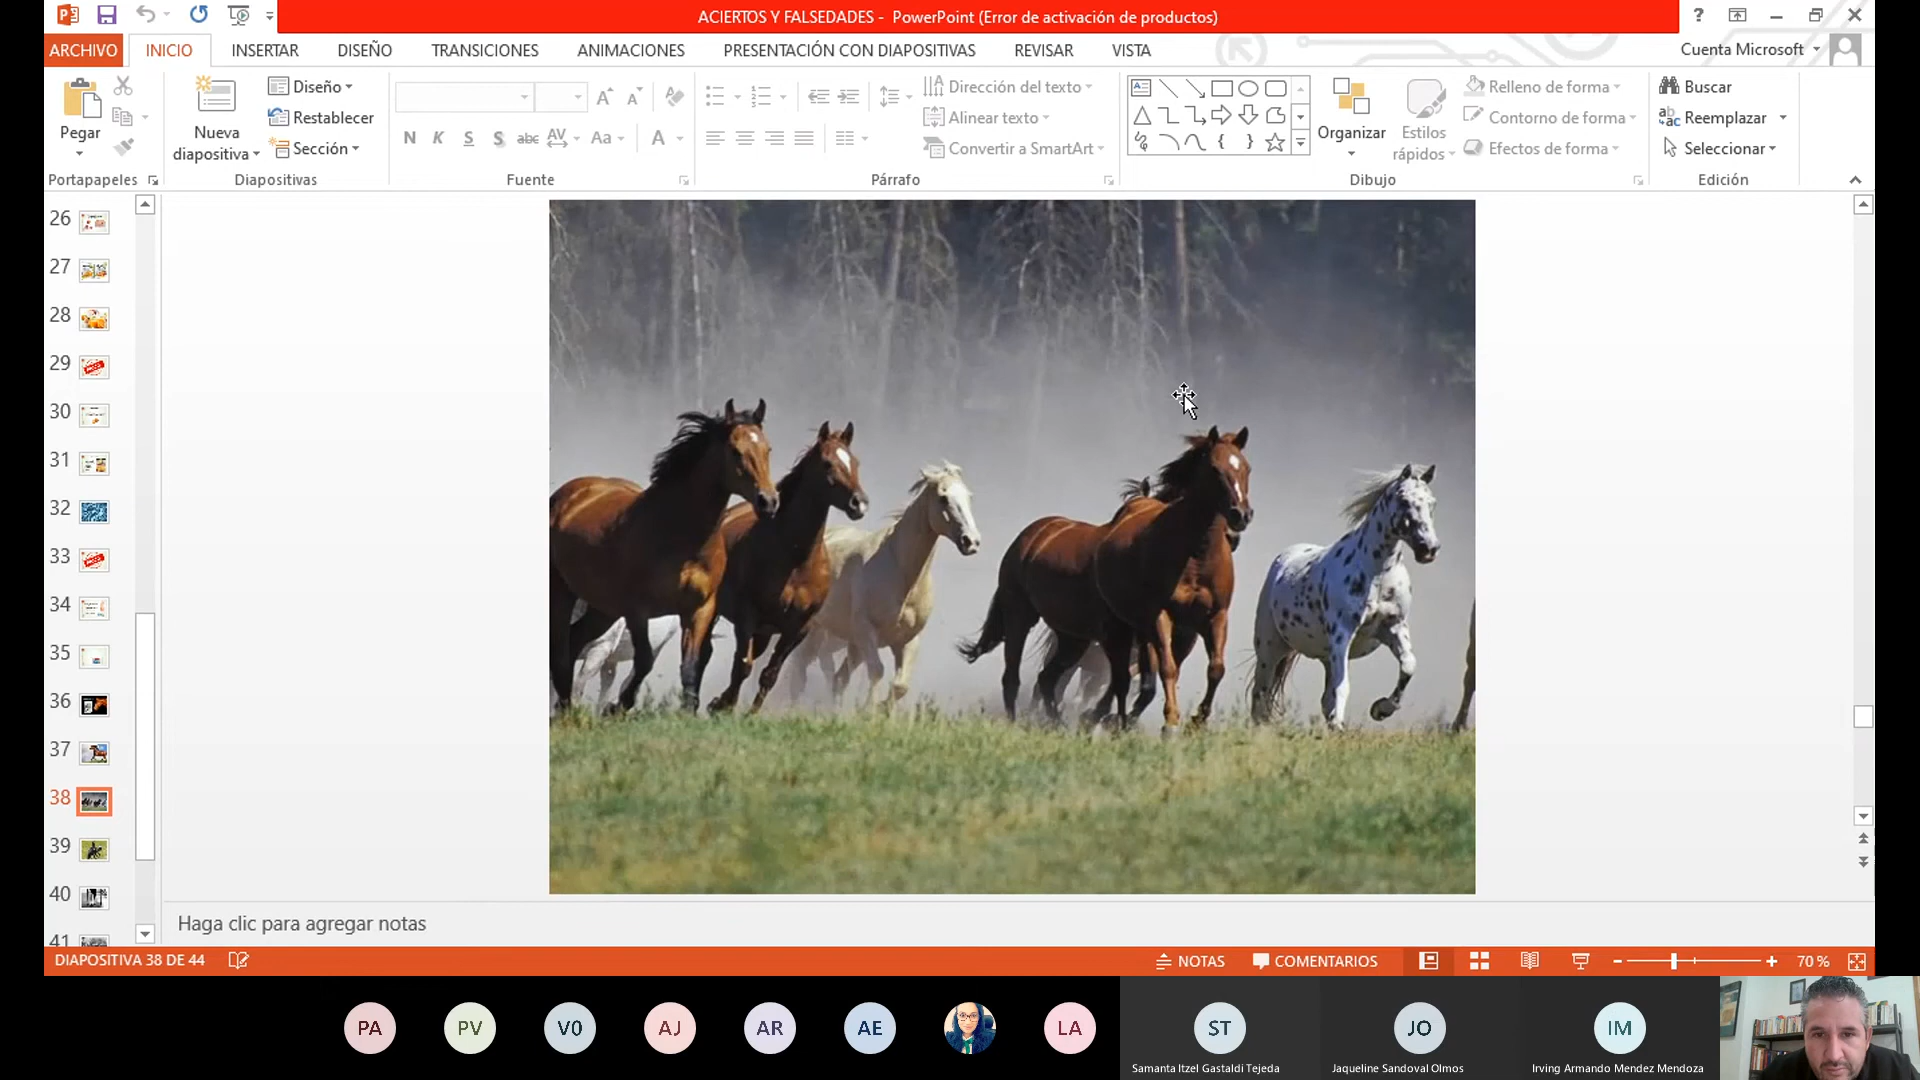 ACIERTOS Y FALSEDADES - PowerPoint (Error de activación de productos)
ARCHIVO INICIO INSERTAR DISEÑO TRANSICIONES ANIMACIONES PRESENTACIÓN CON DIAPOSITIVAS REVISAR VISTA
Cuenta Microsoft
Pegar
Nueva diapositiva
Diseño
Restablecer
Sección
N K S S abc AV Aa A
Dirección del texto
Alinear texto
Convertir a SmartArt
Organizar
Estilos rápidos
Relleno de forma
Contorno de forma
Efectos de forma
Buscar
Reemplazar
Seleccionar
Portapapeles Diapositivas Fuente Párrafo Dibujo Edición
26
27
28
29
30
31
32
33
34
35
36
37
38
39
40
41
Haga clic para agregar notas
DIAPOSITIVA 38 DE 44
NOTAS COMENTARIOS 70 %
PA PV V0 AJ AR AE LA ST JO IM
Samanta Itzel Gastaldi Tejeda Jaqueline Sandoval Olmos Irving Armando Mendez Mendoza